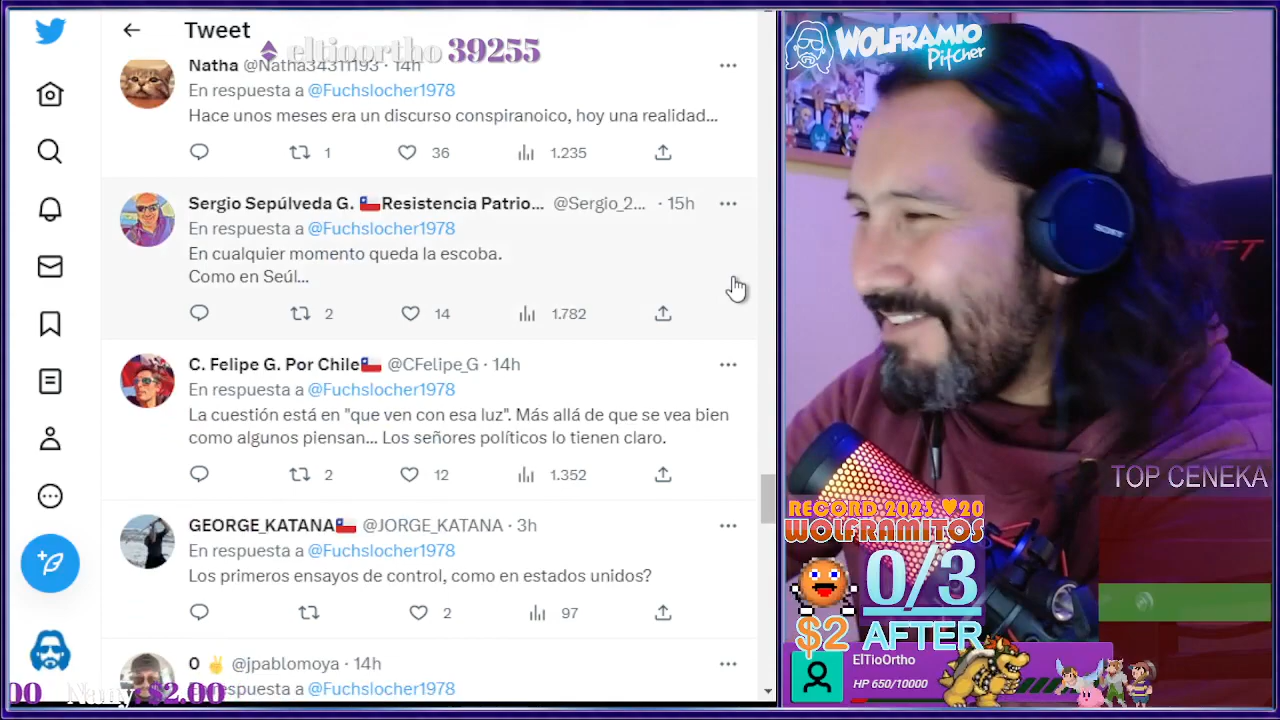 Tweet
eltioortho 39255
Natha @Natha34311193 · 14h
En respuesta a @Fuchslocher1978
Hace unos meses era un discurso conspiranoico, hoy una realidad...
1 36 1.235
Sergio Sepúlveda G. 🇨🇱Resistencia Patrio... @Sergio_2... · 15h
En respuesta a @Fuchslocher1978
En cualquier momento queda la escoba.
Como en Seúl...
2 14 1.782
C. Felipe G. Por Chile🇨🇱 @CFelipe_G · 14h
En respuesta a @Fuchslocher1978
La cuestión está en "que ven con esa luz". Más allá de que se vea bien
como algunos piensan... Los señores políticos lo tienen claro.
2 12 1.352
GEORGE_KATANA🇨🇱 @JORGE_KATANA · 3h
En respuesta a @Fuchslocher1978
Los primeros ensayos de control, como en estados unidos?
2 97
O ✌ @jpablomoya · 14h
En respuesta a @Fuchslocher1978
00 Nany $2.00
WOLFRAMIO
Pitcher
SONY
TOP CENEKA
RECORD:2023 ♥20
WOLFRAMITOS
0/3
$2 AFTER
ElTioOrtho
HP 650/10000